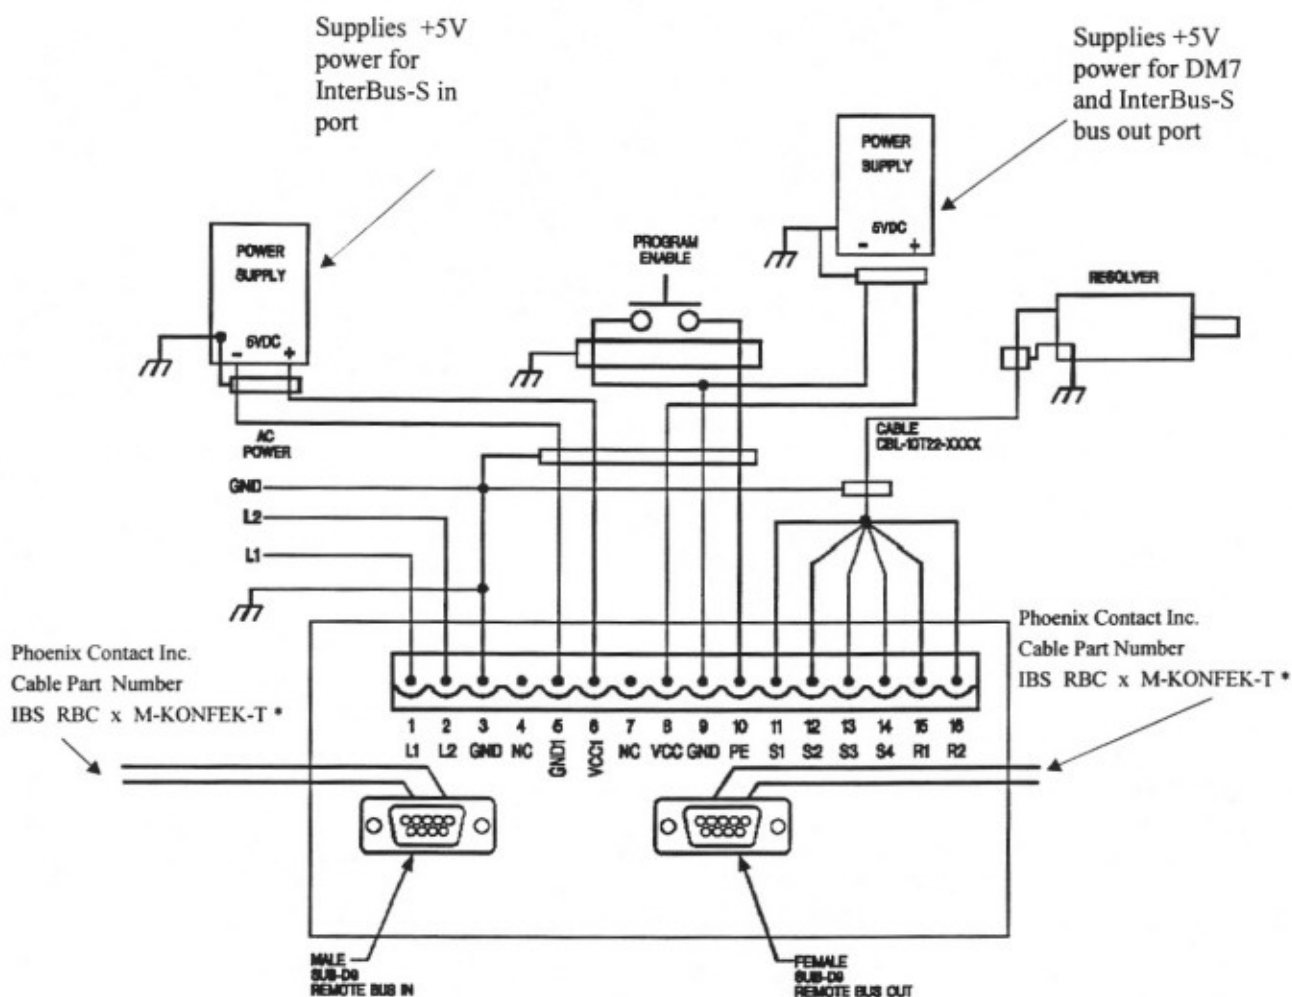 Supplies +5V
power for
InterBus-S in
port
Supplies +5V
power for DM7
and InterBus-S
bus out port
POWER
SUPPLY
5VDC
- +
POWER
SUPPLY
5VDC
- +
PROGRAM
ENABLE
RESOLVER
AC
POWER
CABLE
CBL-10T22-XXXX
GND
L2
L1
Phoenix Contact Inc.
Cable Part Number
IBS RBC x M-KONFEK-T *
Phoenix Contact Inc.
Cable Part Number
IBS RBC x M-KONFEK-T *
1 2 3 4 5 6 7 8 9 10 11 12 13 14 15 16
L1 L2 GND NC GND1 VCC1 NC VCC GND PE S1 S2 S3 S4 R1 R2
MALE
SUB-D9
REMOTE BUS IN
FEMALE
SUB-D9
REMOTE BUS OUT